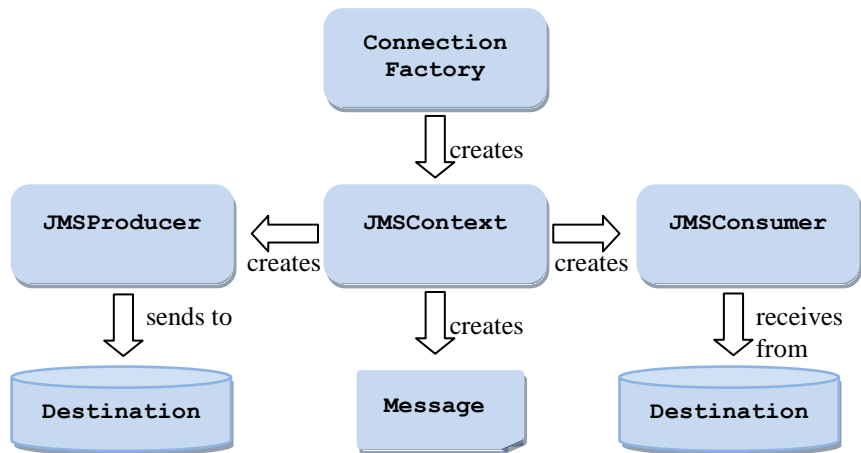 Connection
Factory
creates
JMSProducer
JMSContext
JMSConsumer
creates
creates
sends to
creates
receives
from
Destination
Message
Destination